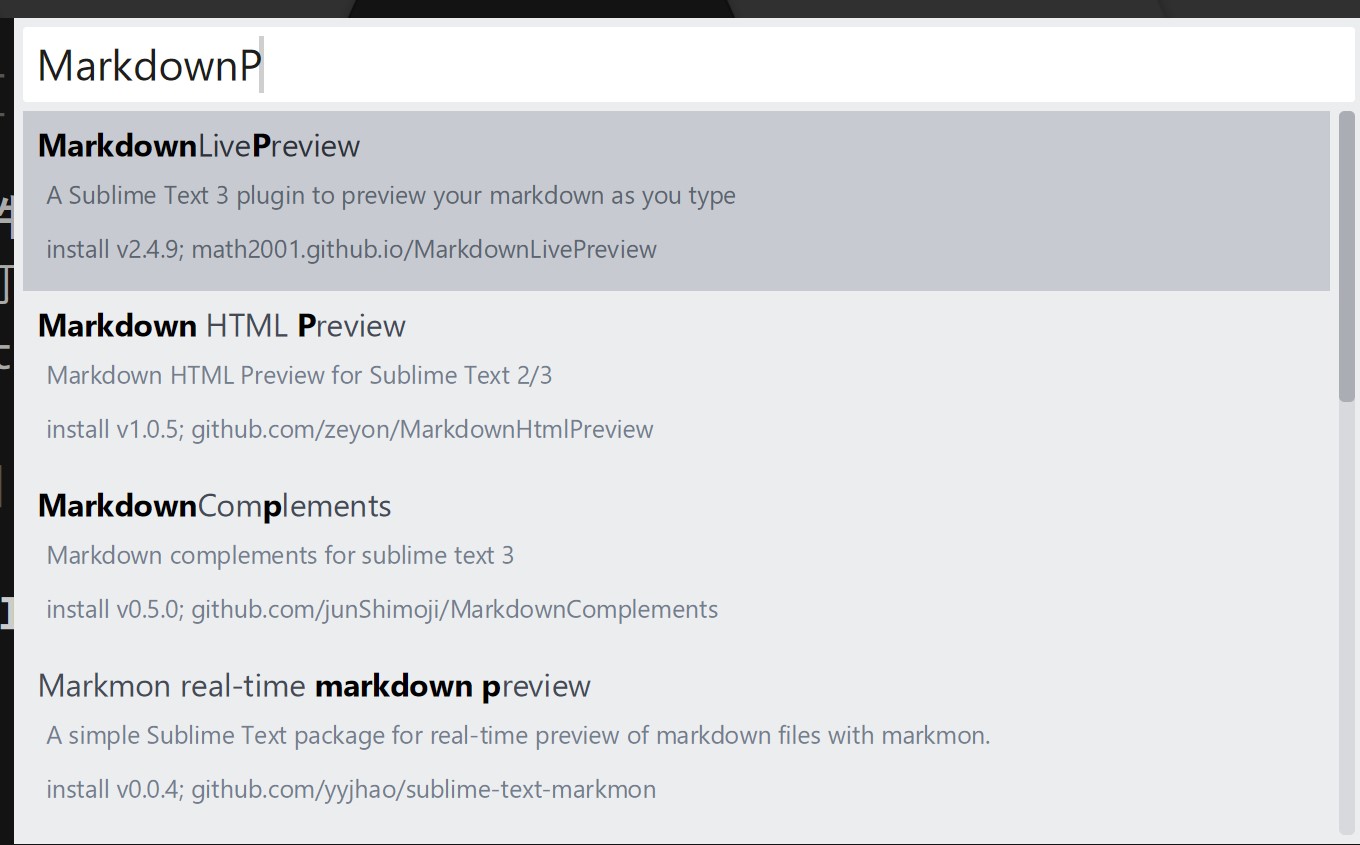 MarkdownP
MarkdownLivePreview
A Sublime Text 3 plugin to preview your markdown as you type
install v2.4.9; math2001.github.io/MarkdownLivePreview
Markdown HTML Preview
Markdown HTML Preview for Sublime Text 2/3
install v1.0.5; github.com/zeyon/MarkdownHtmlPreview
MarkdownComplements
Markdown complements for sublime text 3
install v0.5.0; github.com/junShimoji/MarkdownComplements
Markmon real-time markdown preview
A simple Sublime Text package for real-time preview of markdown files with markmon.
install v0.0.4; github.com/yyjhao/sublime-text-markmon